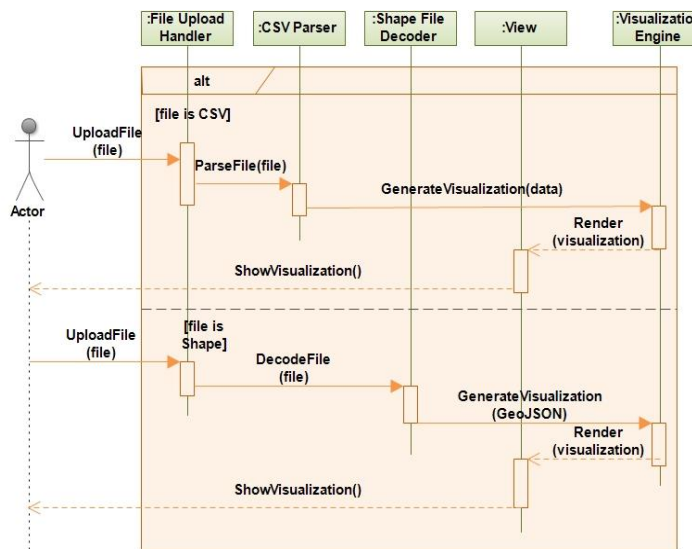 :File Upload
Handler
:CSV Parser
:Shape File
Decoder
:View
:Visualization
Engine
alt
[file is CSV]
UploadFile
(file)
ParseFile(file)
GenerateVisualization(data)
Render
(visualization)
Actor
ShowVisualization()
[file is
Shape]
UploadFile
(file)
DecodeFile
(file)
GenerateVisualization
(GeoJSON)
Render
(visualization)
ShowVisualization()